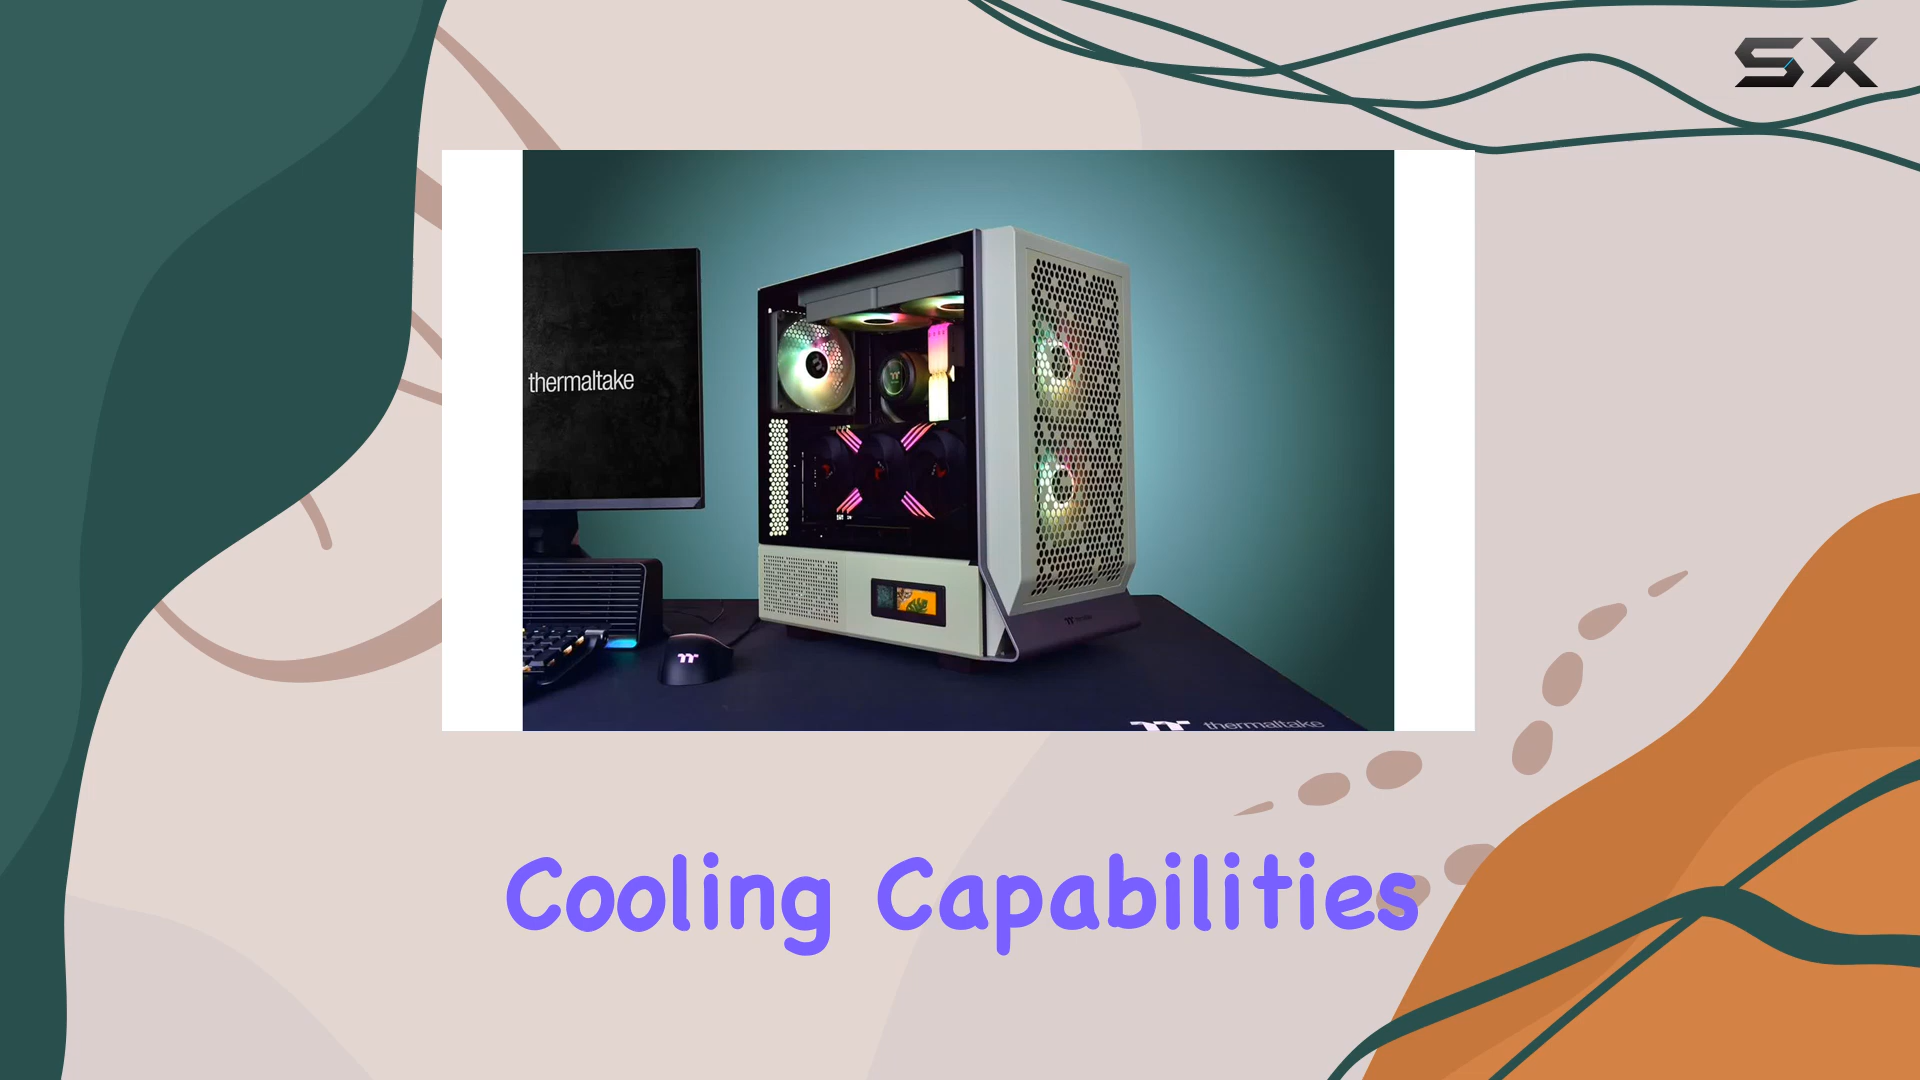 SX
thermaltake
thermaltake
Cooling Capabilities